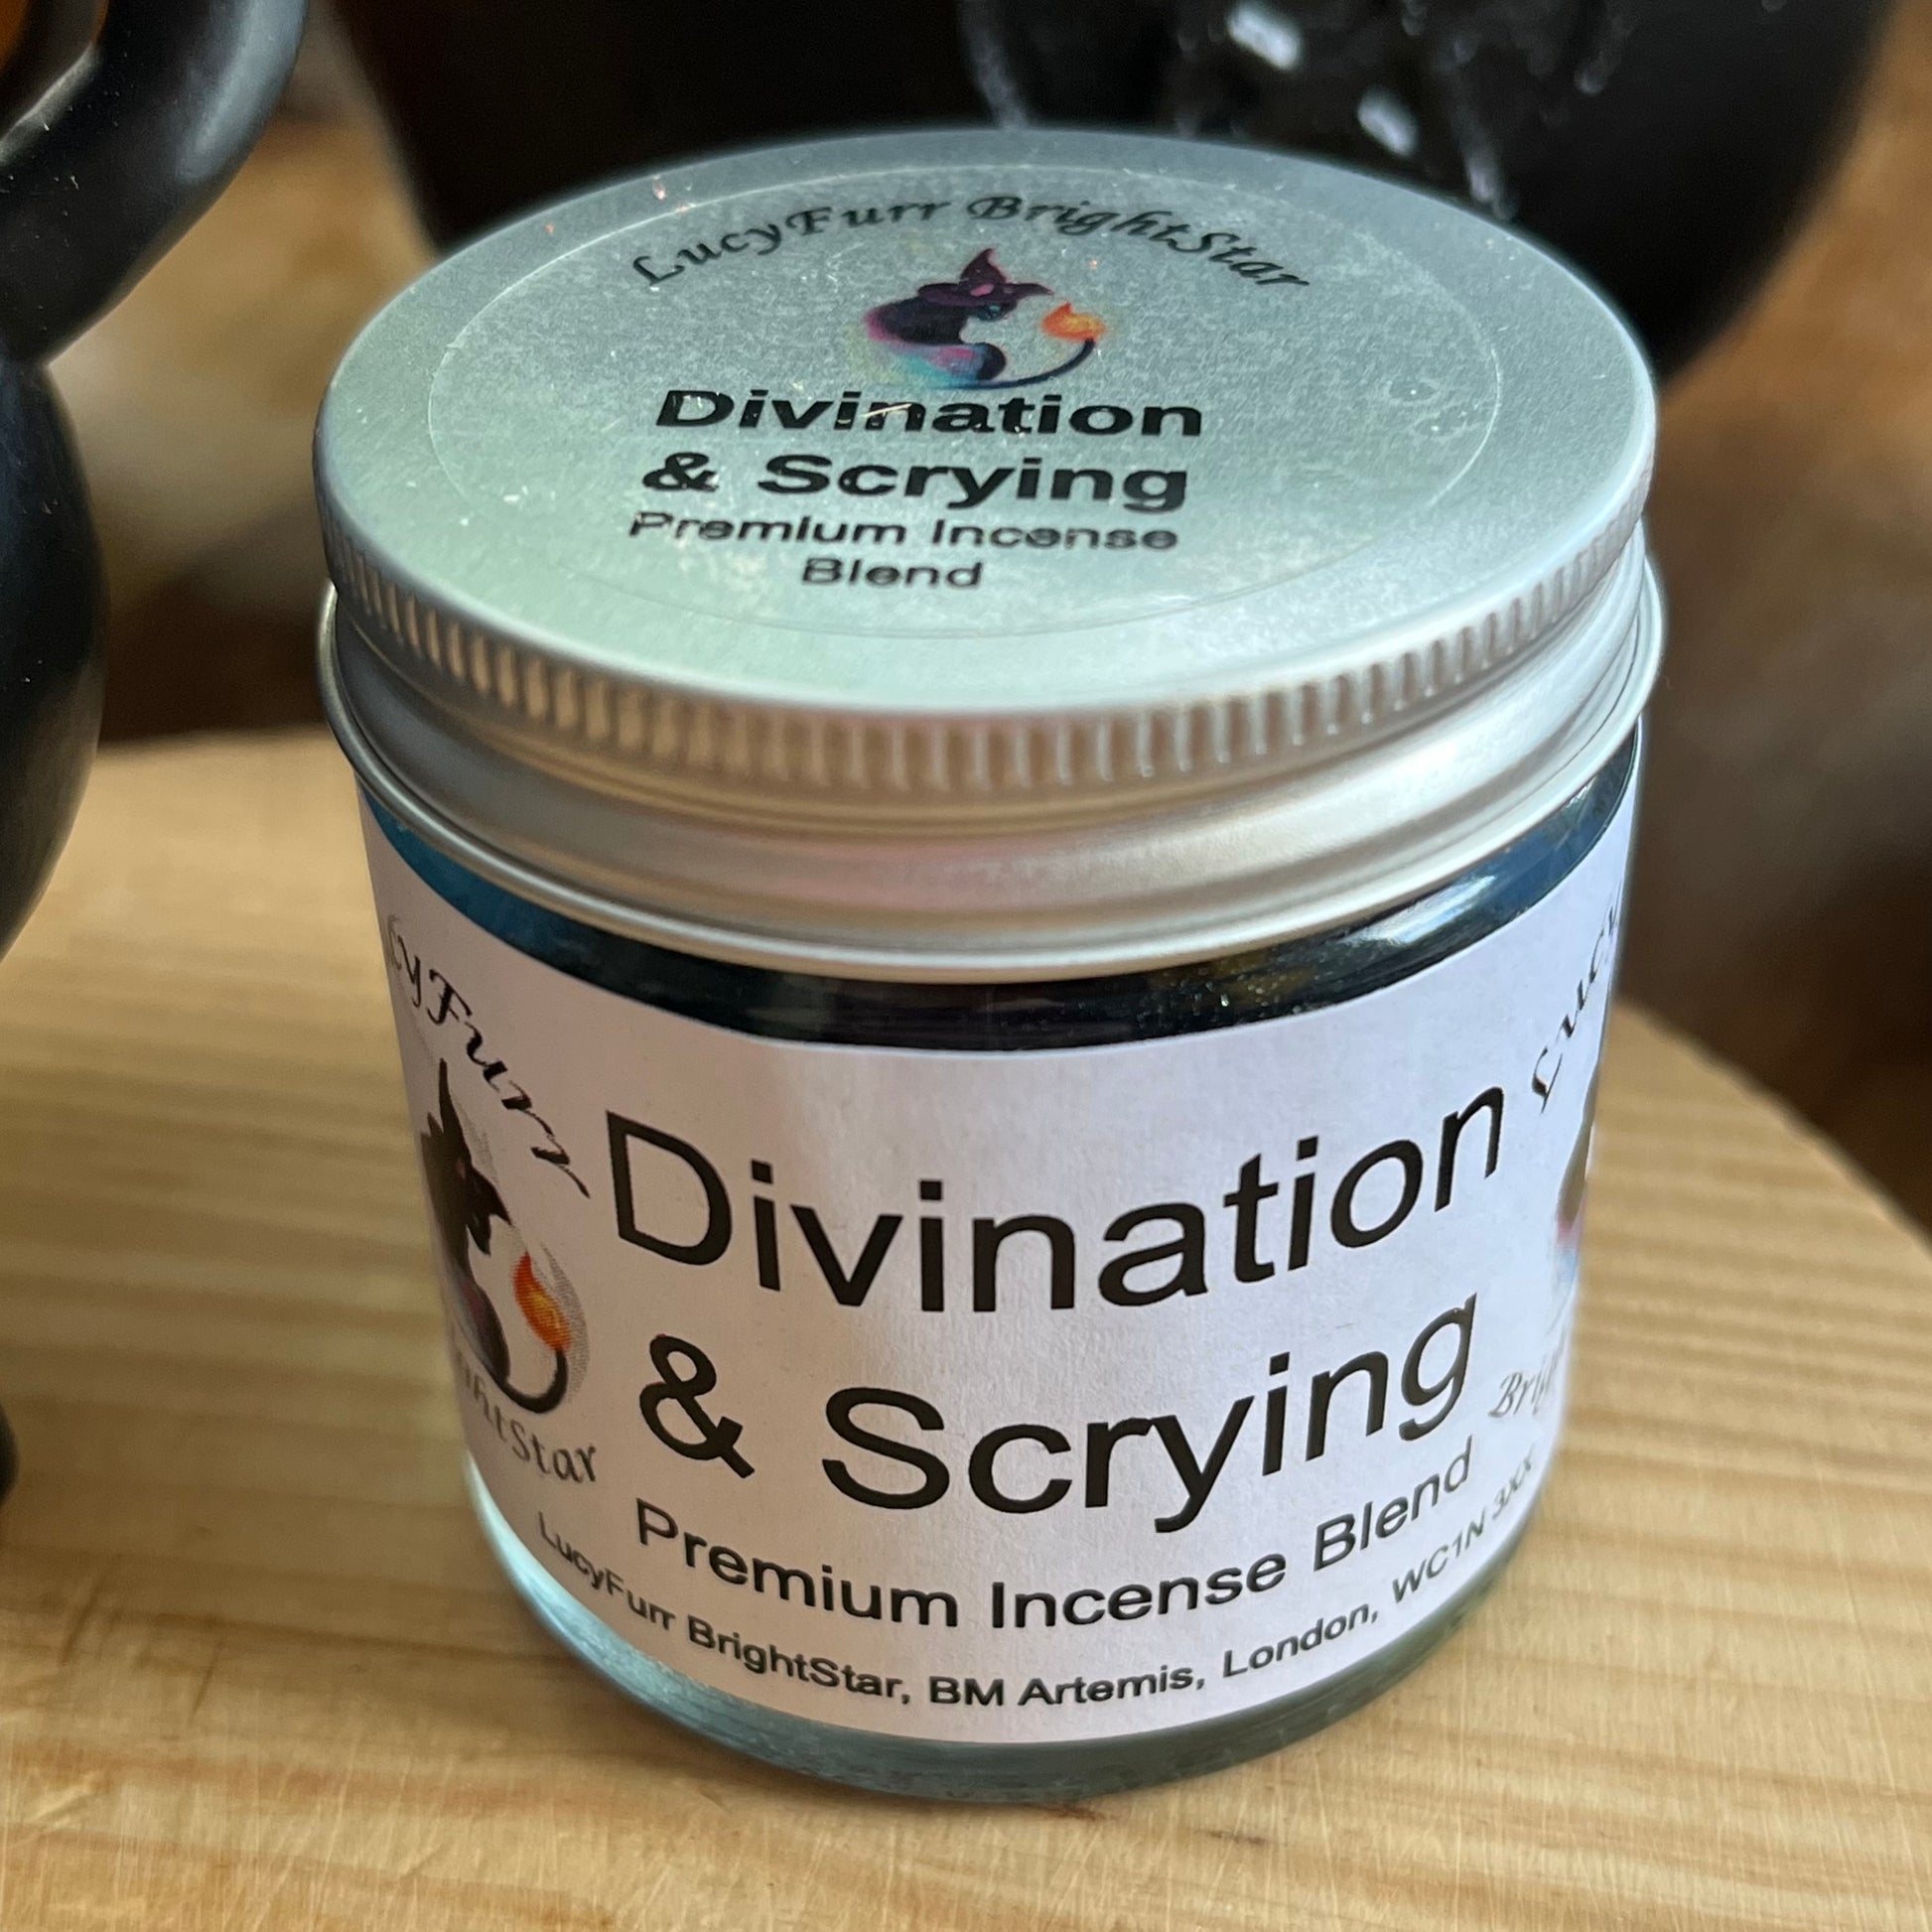 LucyFurr BrightStar
Divination
& Scrying
Premium Incense
Blend
Divination
& Scrying
Premium Incense Blend
LucyFurr BrightStar, BM Artemis, London, WC1N 3XX